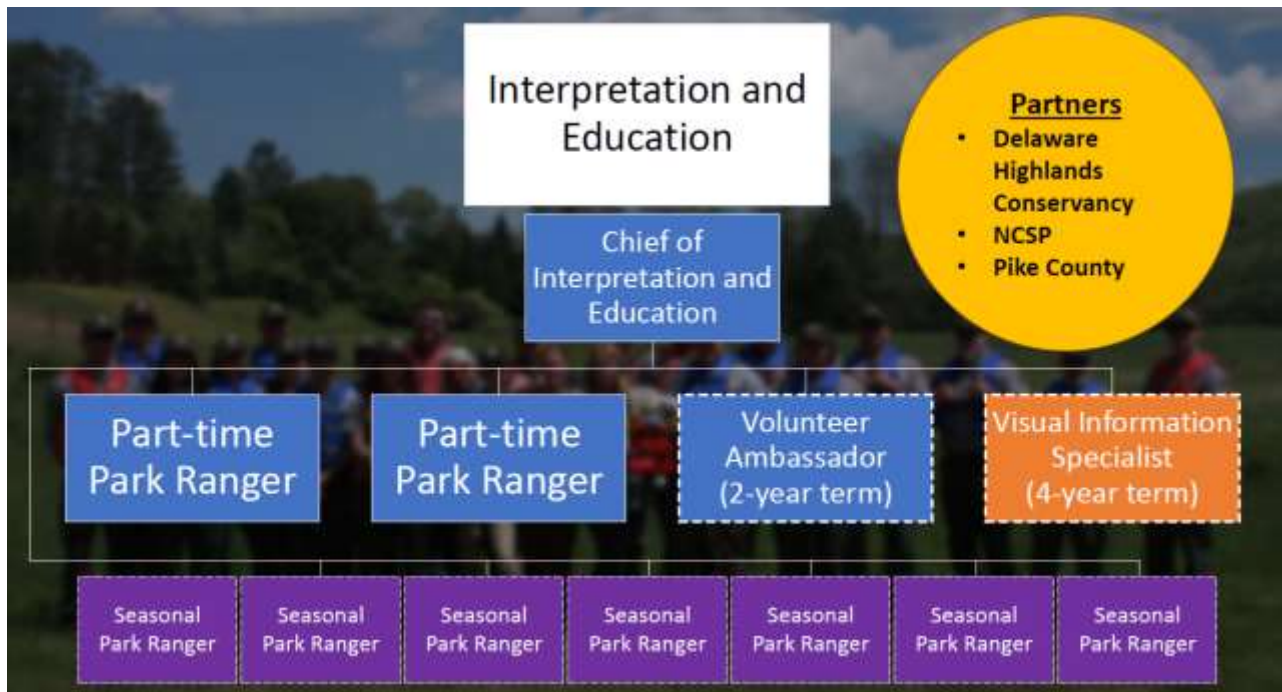 Interpretation and
Education
Partners
• Delaware
Highlands
Conservancy
• NCSP
• Pike County
Chief of
Interpretation and
Education
Part-time
Park Ranger
Part-time
Park Ranger
Volunteer
Ambassador
(2-year term)
Visual Information
Specialist
(4-year term)
Seasonal
Park Ranger
Seasonal
Park Ranger
Seasonal
Park Ranger
Seasonal
Park Ranger
Seasonal
Park Ranger
Seasonal
Park Ranger
Seasonal
Park Ranger